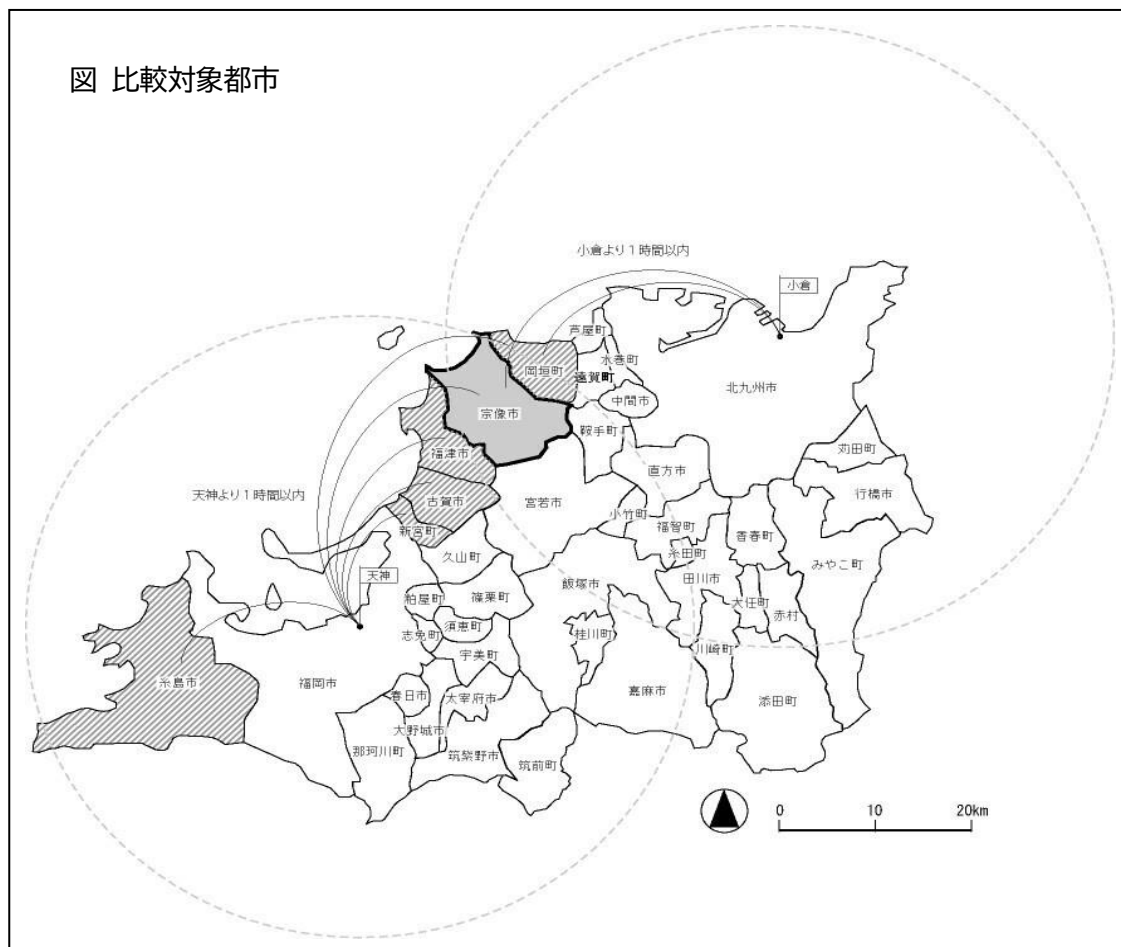 図 比較対象都市
小倉より1時間以内
小倉
芦屋町
水巻町
岡垣町
遠賀町
北九州市
中間市
宗像市
鞍手町
苅田町
福津市
直方市
天神より1時間以内
古賀市
宮若市
行橋市
小竹町
福智町
新宮町
香春町
久山町
糸田町
みやこ町
天神
飯塚市
田川市
粕屋町
篠栗町
大任町
赤村
須恵町
志免町
桂川町
川崎町
宇美町
糸島市
福岡市
春日市
太宰府市
嘉麻市
添田町
大野城市
那珂川町
筑紫野市
筑前町
0 10 20km